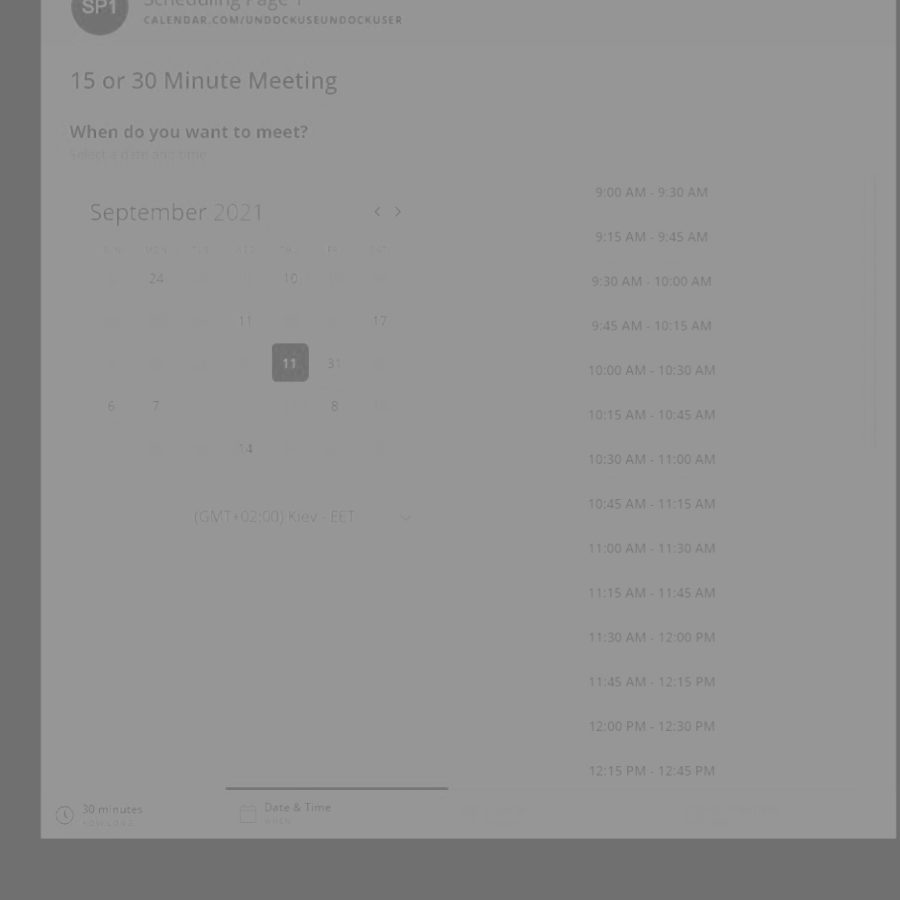 SP1
Scheduling Page 1
CALENDAR.COM/UNDOCKUSEUNDOCKUSER
15 or 30 Minute Meeting
When do you want to meet?
Select a date and time
September 2021
24 10
11 17
11 31
6 7 8
14
(GMT+02:00) Kiev - EET
9:00 AM - 9:30 AM
9:15 AM - 9:45 AM
9:30 AM - 10:00 AM
9:45 AM - 10:15 AM
10:00 AM - 10:30 AM
10:15 AM - 10:45 AM
10:30 AM - 11:00 AM
10:45 AM - 11:15 AM
11:00 AM - 11:30 AM
11:15 AM - 11:45 AM
11:30 AM - 12:00 PM
11:45 AM - 12:15 PM
12:00 PM - 12:30 PM
12:15 PM - 12:45 PM
30 minutes
Date & Time
WHEN